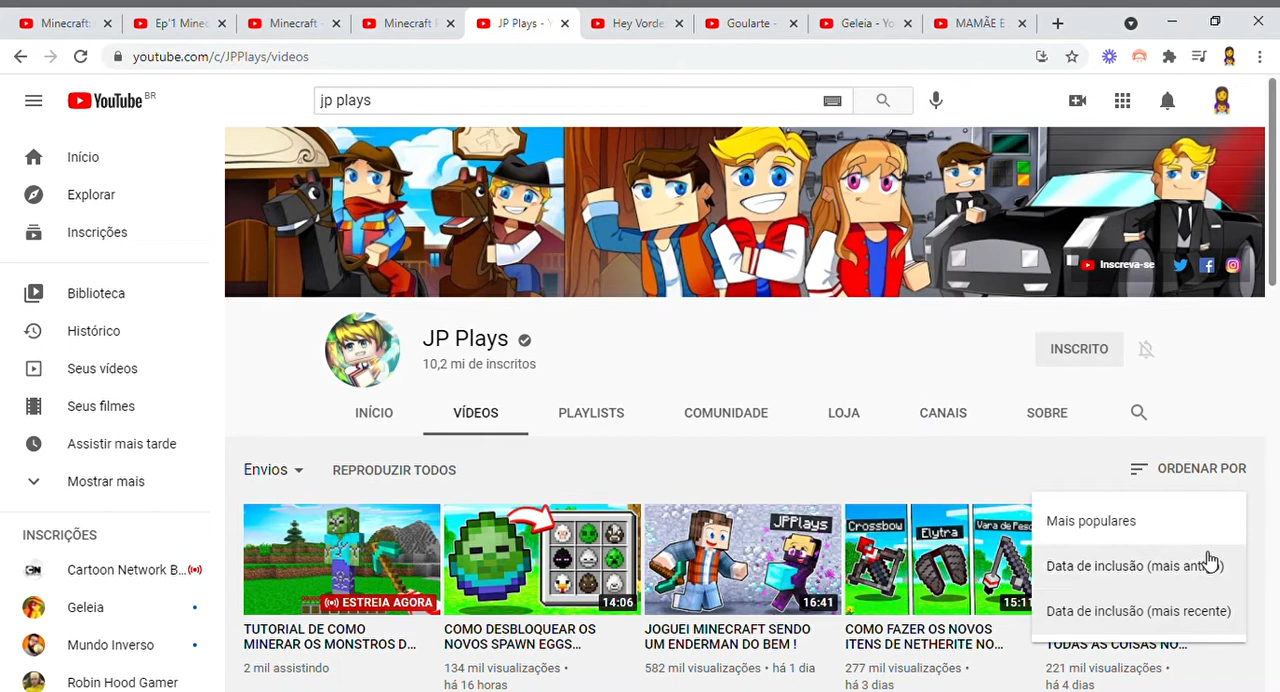 Minecraft:
Ep'1 Minec
Minecraft -
Minecraft P
JP Plays - Y
Hey Vorde
Goularte -
Geleia - Yo
MAMÃE E
youtube.com/c/JPPlays/videos
YouTube BR
jp plays
Início
Explorar
Inscrições
Biblioteca
Histórico
Seus vídeos
Seus filmes
Assistir mais tarde
Mostrar mais
INSCRIÇÕES
CN
Cartoon Network B...
Geleia
Mundo Inverso
Robin Hood Gamer
Inscreva-se
JP Plays
10,2 mi de inscritos
INSCRITO
INÍCIO
VÍDEOS
PLAYLISTS
COMUNIDADE
LOJA
CANAIS
SOBRE
Envios
REPRODUZIR TODOS
ORDENAR POR
Mais populares
Data de inclusão (mais
Data de inclusão (mais recente)
ESTREIA AGORA
TUTORIAL DE COMO
MINERAR OS MONSTROS D...
2 mil assistindo
14:06
COMO DESBLOQUEAR OS
NOVOS SPAWN EGGS...
134 mil visualizações •
há 16 horas
JPPlays
16:41
JOGUEI MINECRAFT SENDO
UM ENDERMAN DO BEM !
582 mil visualizações • há 1 dia
Crossbow
Elytra
Vara de Pesc
15:11
COMO FAZER OS NOVOS
ITENS DE NETHERITE NO...
277 mil visualizações •
há 3 dias
TODAS AS COISAS NO...
221 mil visualizações •
há 4 dias